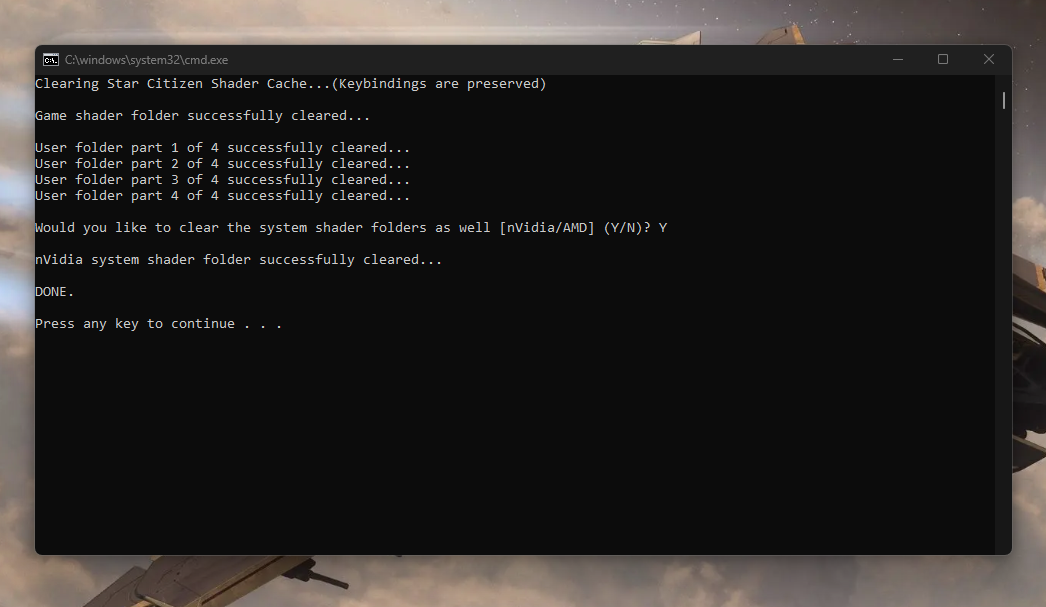 C:\windows\system32\cmd.exe
Clearing Star Citizen Shader Cache...(Keybindings are preserved)
Game shader folder successfully cleared...
User folder part 1 of 4 successfully cleared...
User folder part 2 of 4 successfully cleared...
User folder part 3 of 4 successfully cleared...
User folder part 4 of 4 successfully cleared...
Would you like to clear the system shader folders as well [nVidia/AMD] (Y/N)? Y
nVidia system shader folder successfully cleared...
DONE.
Press any key to continue . . .